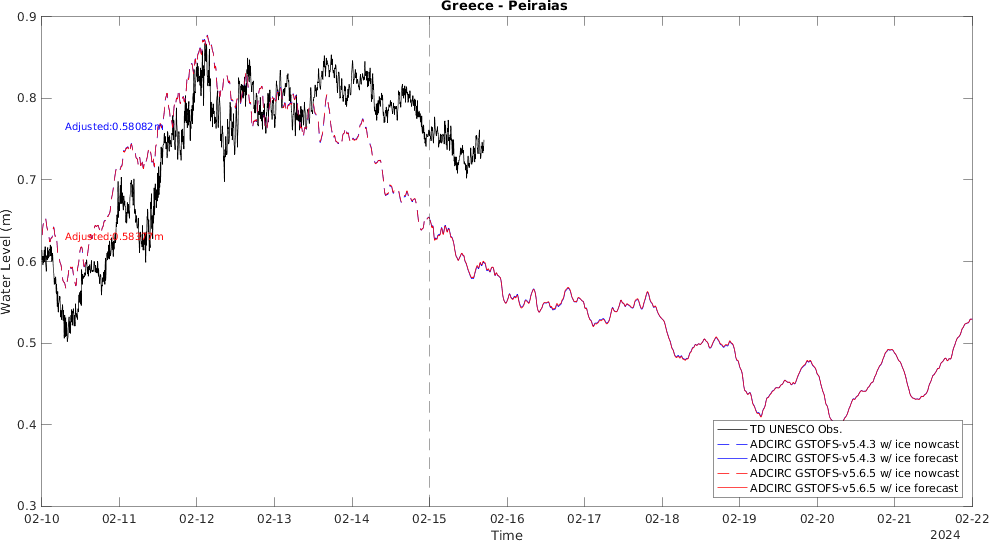 Greece - Peiraias
0.9
0.8
0.7
0.6
0.5
0.4
0.3
Water Level (m)
Adjusted:0.58082m
TD UNESCO Obs.
ADCIRC GSTOFS-v5.4.3 w/ ice nowcast
ADCIRC GSTOFS-v5.4.3 w/ ice forecast
ADCIRC GSTOFS-v5.6.5 w/ ice nowcast
ADCIRC GSTOFS-v5.6.5 w/ ice forecast
02-10 02-11 02-12 02-13 02-14 02-15 02-16 02-17 02-18 02-19 02-20 02-21 02-22
Time
2024